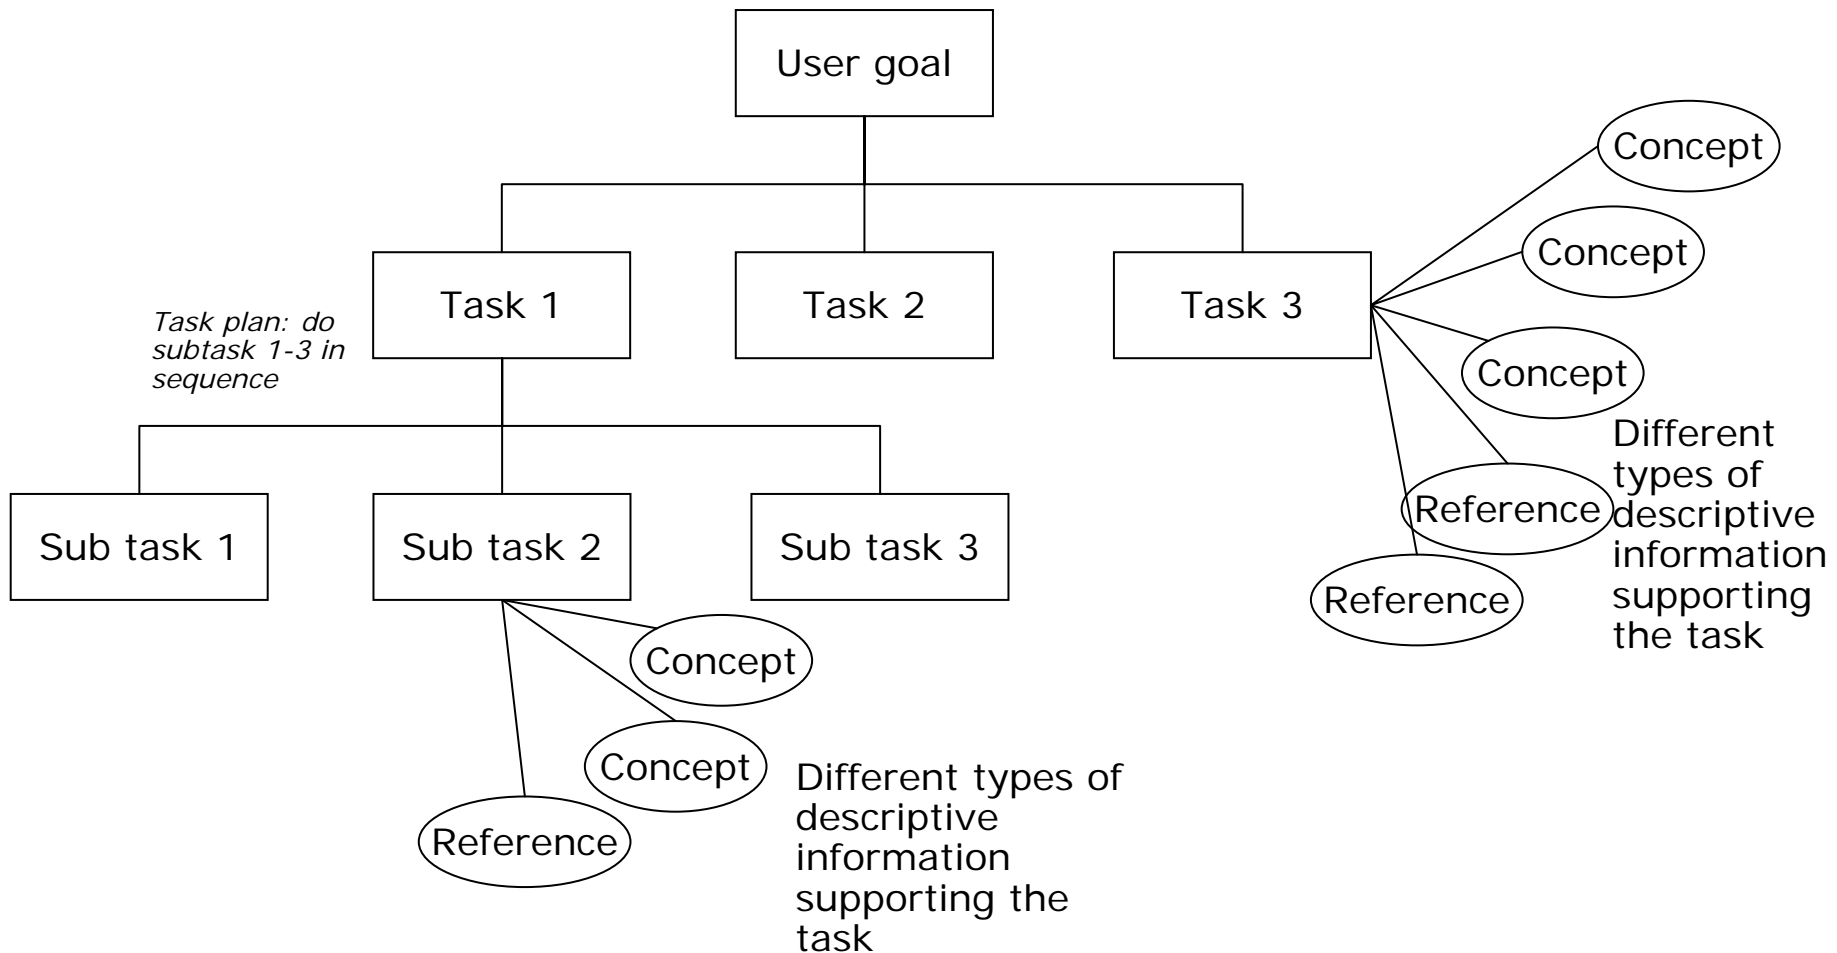 User goal
Concept
Concept
Task 1
Task 2
Task 3
Task plan: do
subtask 1-3 in
sequence
Concept
Different
types of
descriptive
information
supporting
the task
Reference
Reference
Sub task 1
Sub task 2
Sub task 3
Concept
Concept
Reference
Different types of
descriptive
information
supporting the
task